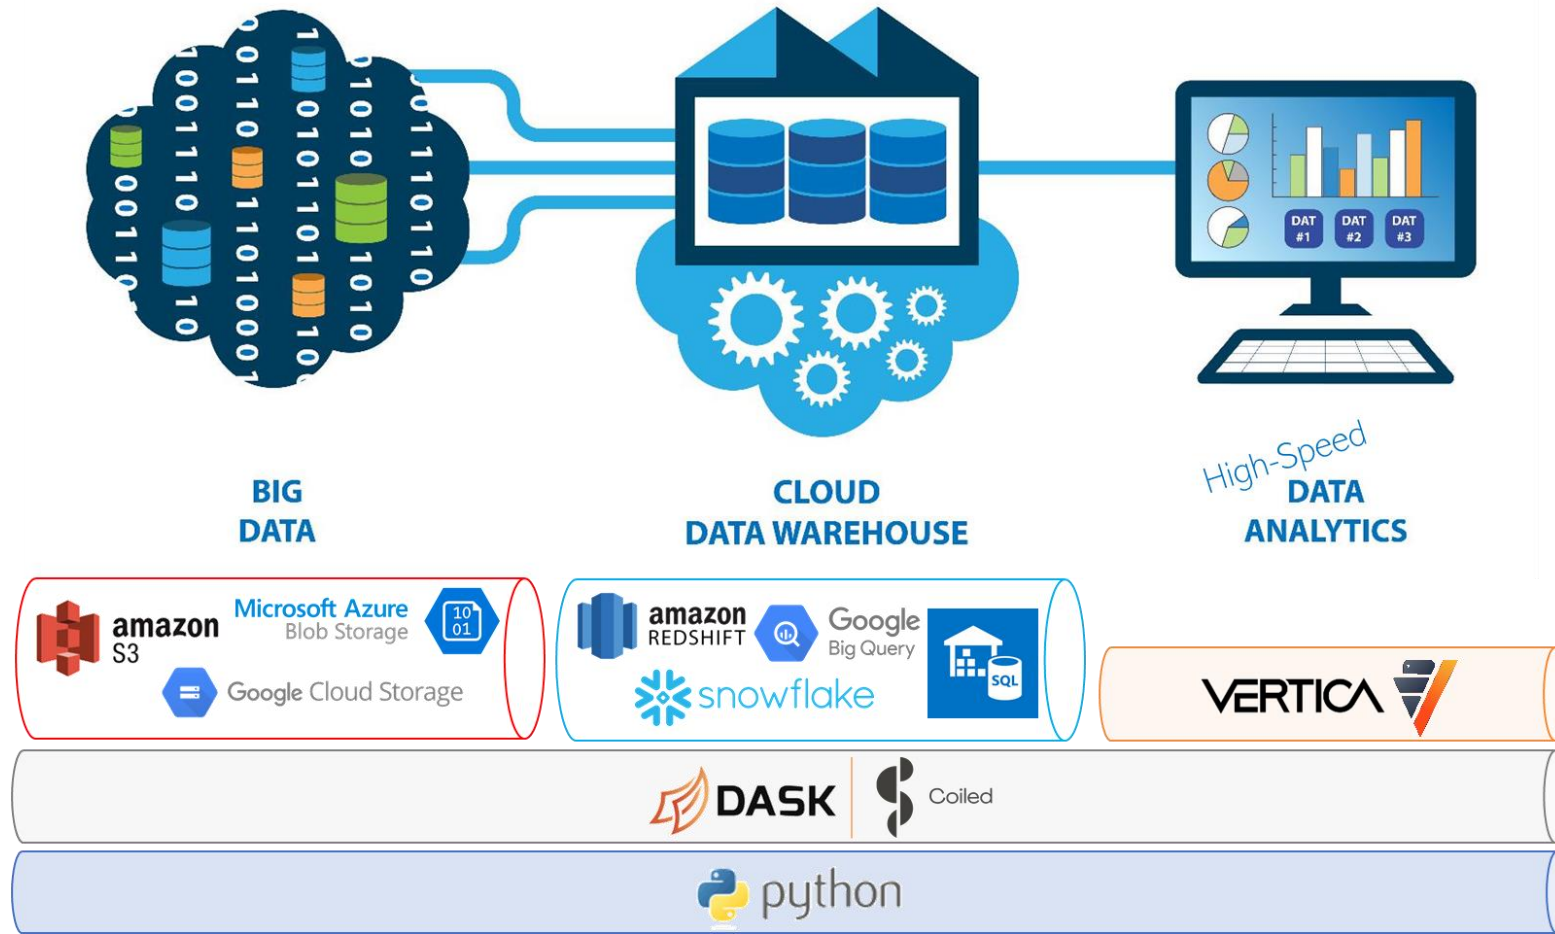 DAT
#1
DAT
#2
DAT
#3
BIG
DATA
CLOUD
DATA WAREHOUSE
High-Speed
DATA
ANALYTICS
amazon
S3
Microsoft Azure
Blob Storage
10
01
Google Cloud Storage
amazon
REDSHIFT
Google
Big Query
snowflake
SQL
VERTICA
DASK
Coiled
python